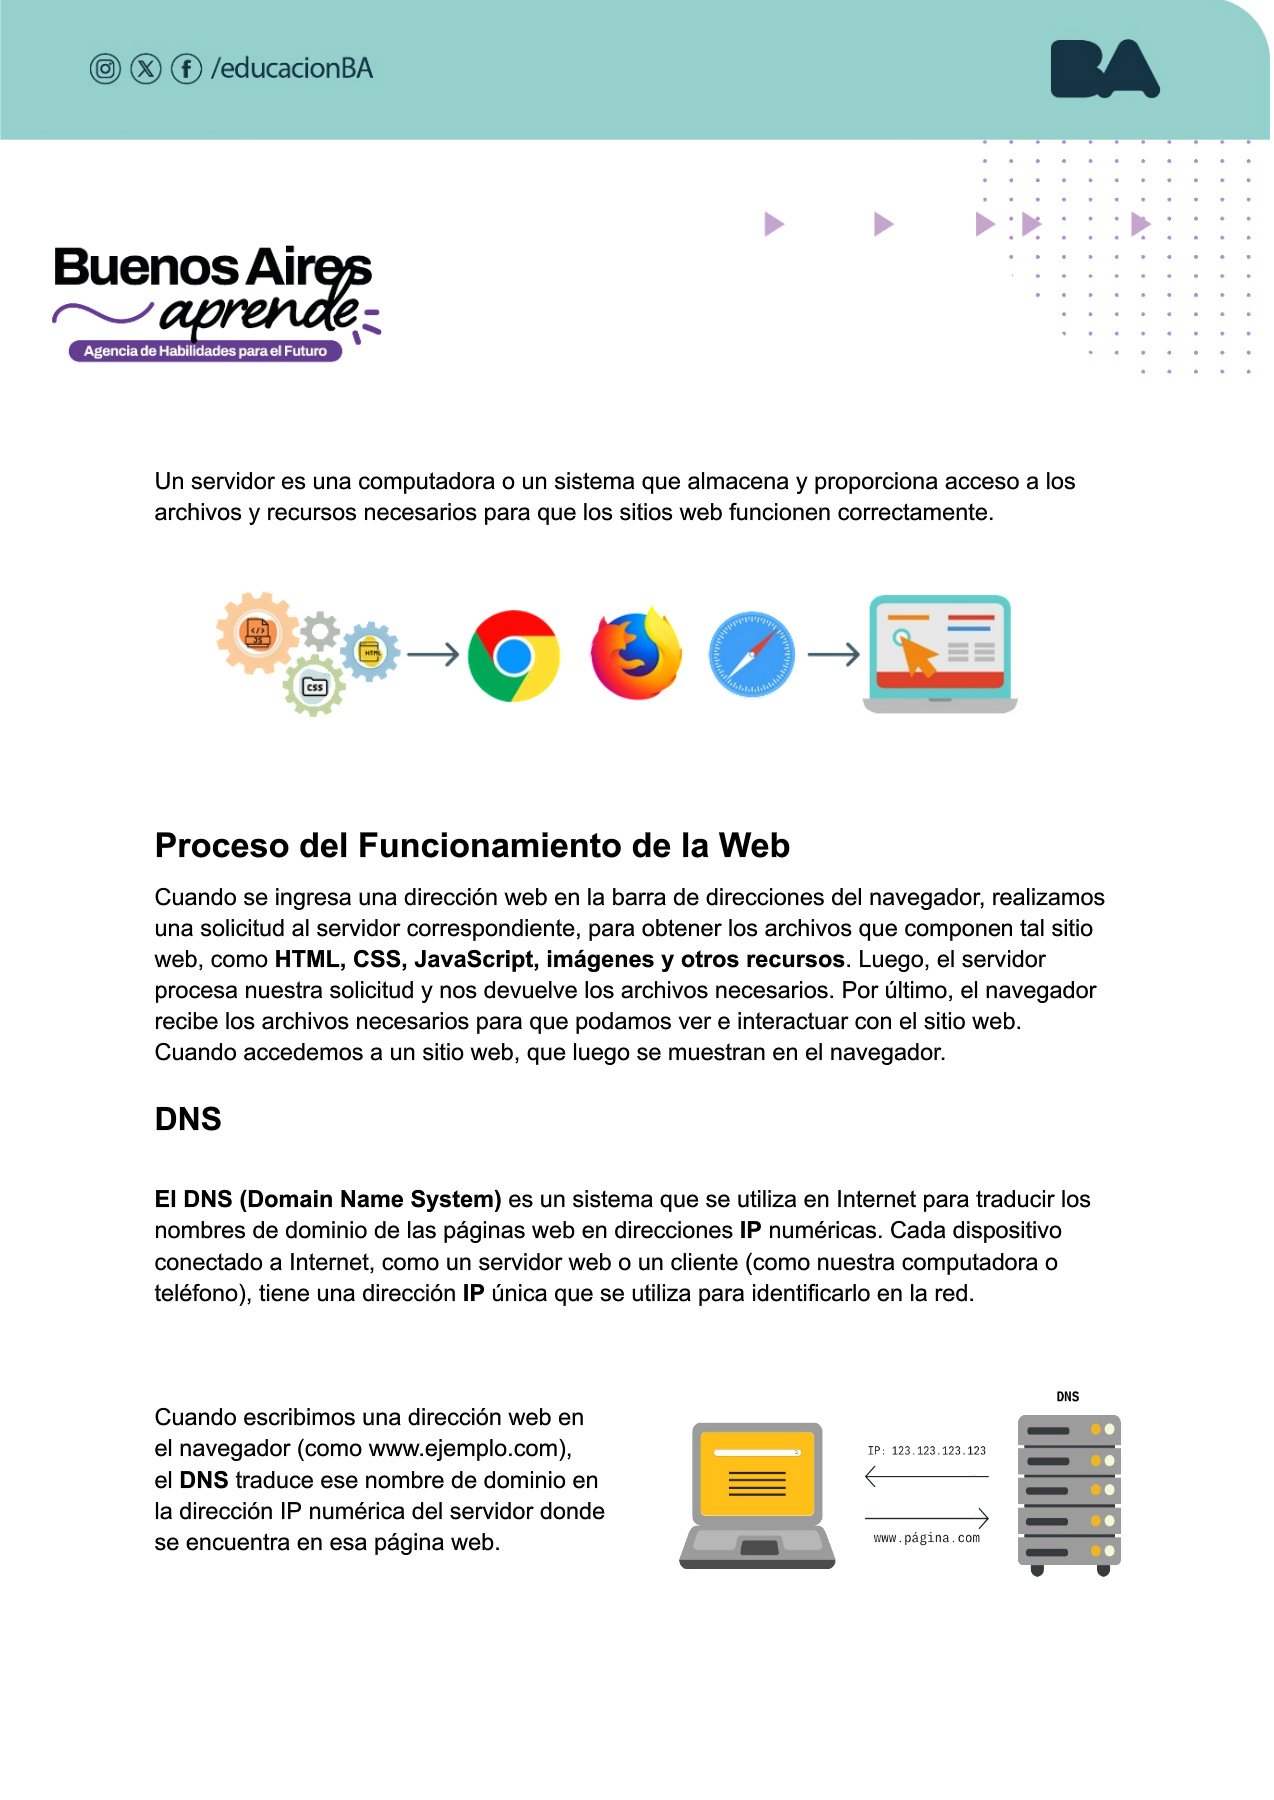 /educacionBA
BA
Buenos Aires
aprende
Agencia de Habilidades para el Futuro
Un servidor es una computadora o un sistema que almacena y proporciona acceso a los
archivos y recursos necesarios para que los sitios web funcionen correctamente.
JS
HTML
CSS
Proceso del Funcionamiento de la Web
Cuando se ingresa una dirección web en la barra de direcciones del navegador, realizamos
una solicitud al servidor correspondiente, para obtener los archivos que componen tal sitio
web, como HTML, CSS, JavaScript, imágenes y otros recursos. Luego, el servidor
procesa nuestra solicitud y nos devuelve los archivos necesarios. Por último, el navegador
recibe los archivos necesarios para que podamos ver e interactuar con el sitio web.
Cuando accedemos a un sitio web, que luego se muestran en el navegador.
DNS
El DNS (Domain Name System) es un sistema que se utiliza en Internet para traducir los
nombres de dominio de las páginas web en direcciones IP numéricas. Cada dispositivo
conectado a Internet, como un servidor web o un cliente (como nuestra computadora o
teléfono), tiene una dirección IP única que se utiliza para identificarlo en la red.
Cuando escribimos una dirección web en
el navegador (como www.ejemplo.com),
el DNS traduce ese nombre de dominio en
la dirección IP numérica del servidor donde
se encuentra en esa página web.
DNS
IP: 123.123.123.123
www.página.com